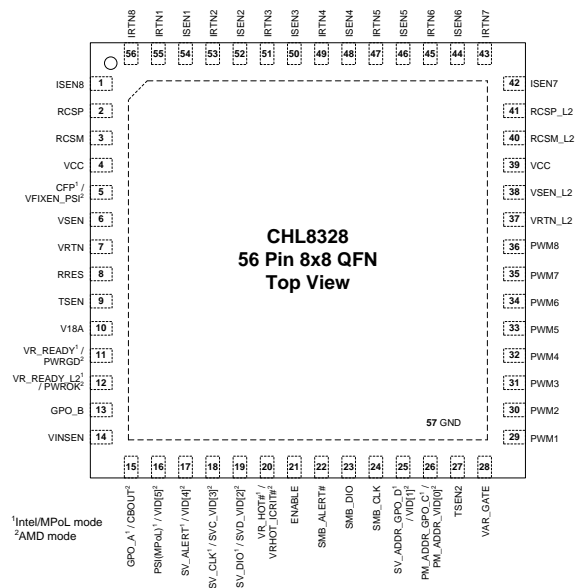 IRTN8
IRTN1
ISEN1
IRTN2
ISEN2
IRTN3
ISEN3
IRTN4
ISEN4
IRTN5
ISEN5
IRTN6
ISEN6
IRTN7
56 55 54 53 52 51 50 49 48 47 46 45 44 43
ISEN8 1
RCSP 2
RCSM 3
VCC 4
CFP¹ /
VFIXEN_PSI² 5
VSEN 6
VRTN 7
RRES 8
TSEN 9
V18A 10
VR_READY¹ /
PWRGD² 11
VR_READY_L2¹
/ PWROK² 12
GPO_B 13
VINSEN 14
CHL8328
56 Pin 8x8 QFN
Top View
57 GND
42 ISEN7
41 RCSP_L2
40 RCSM_L2
39 VCC
38 VSEN_L2
37 VRTN_L2
36 PWM8
35 PWM7
34 PWM6
33 PWM5
32 PWM4
31 PWM3
30 PWM2
29 PWM1
15 16 17 18 19 20 21 22 23 24 25 26 27 28
GPO_A¹ / CBOUT²
PSI(MPoL)¹ / VID[5]²
SV_ALERT¹ / VID[4]²
SV_CLK¹ / SVC_VID[3]²
SV_DIO¹ / SVD_VID[2]²
VR_HOT#¹ /
VRHOT_ICRIT#²
ENABLE
SMB_ALERT#
SMB_DIO
SMB_CLK
SV_ADDR_GPO_D¹
/ VID[1]²
PM_ADDR_GPO_C¹ /
PM_ADDR_VID[0]²
TSEN2
VAR_GATE
¹Intel/MPoL mode
²AMD mode